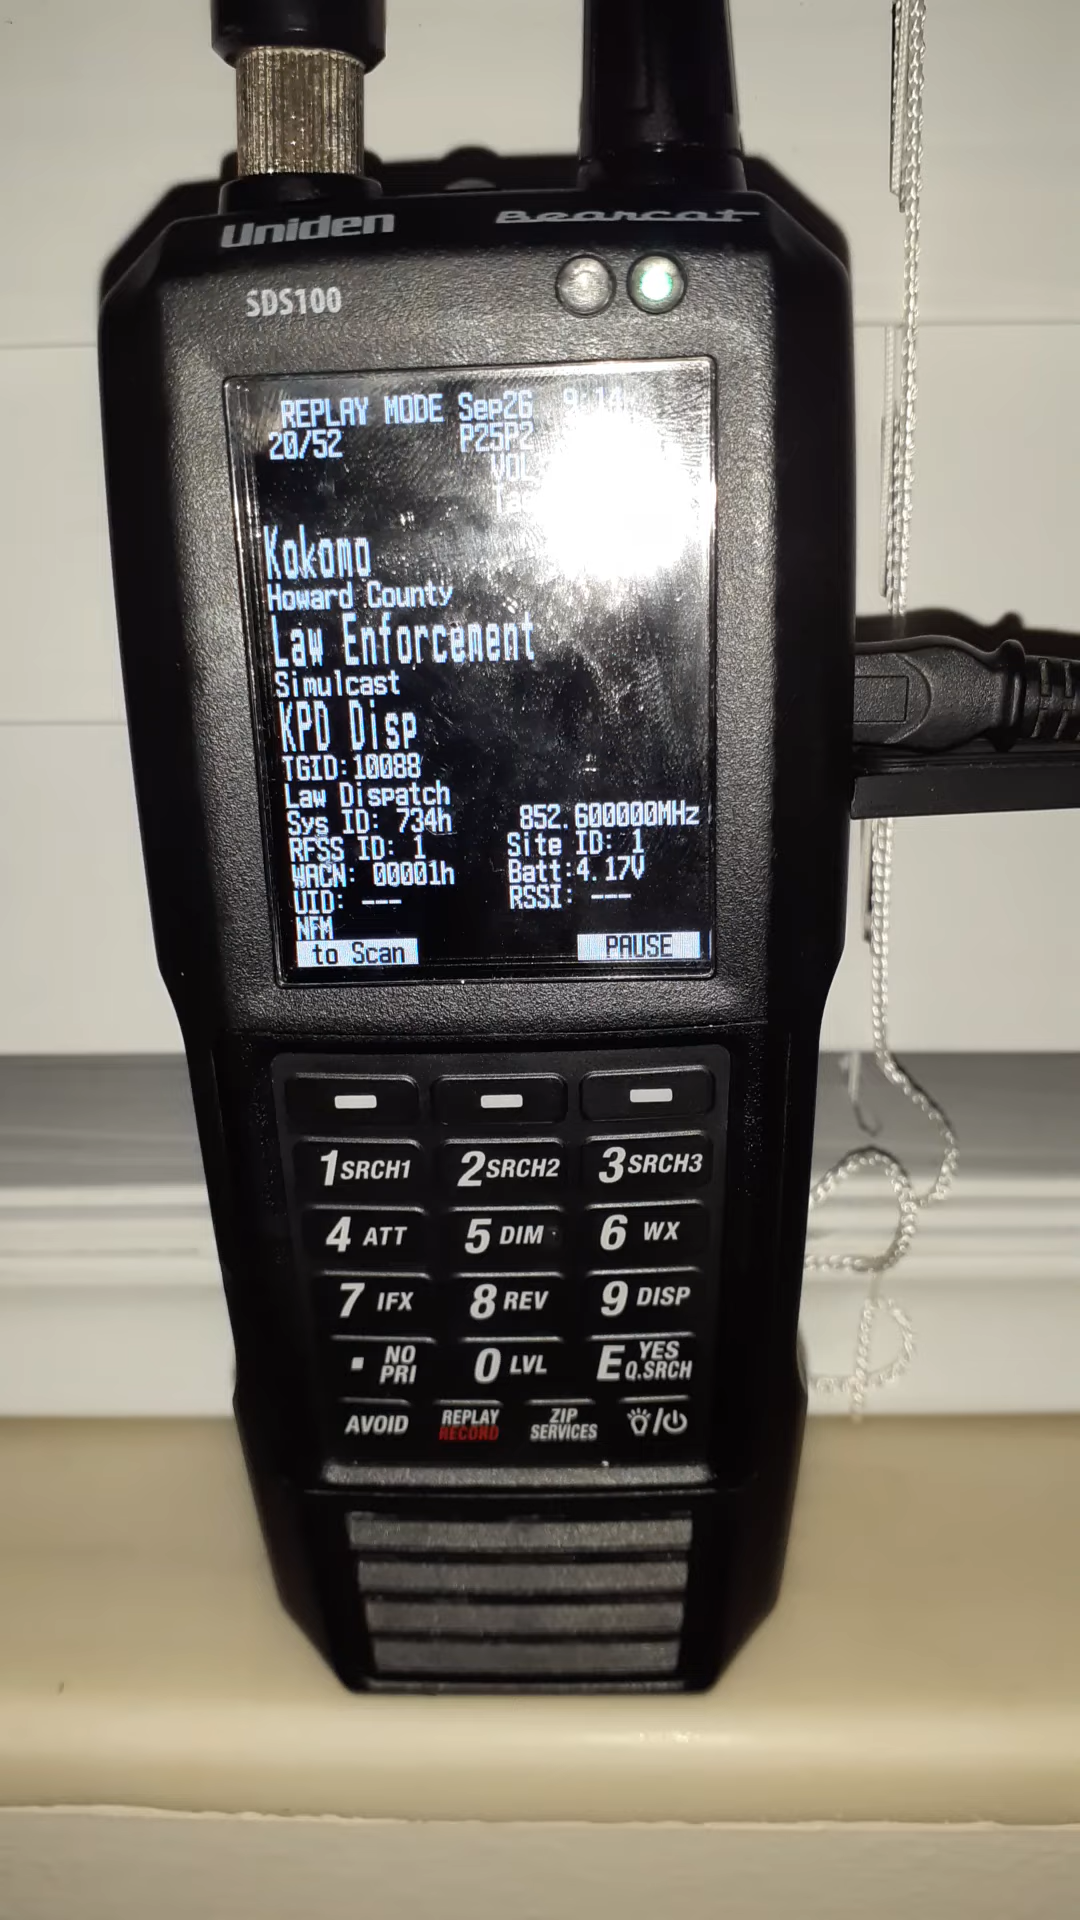 Uniden Bearcat
SDS100
REPLAY MODE Sep26 9:14
20/52 P25P2
VOL
Kokomo
Howard County
Law Enforcement
Simulcast
KPD Disp
TGID:10088
Law Dispatch
Sys ID: 734h 852.600000MHz
RFSS ID: 1 Site ID: 1
WACN: 00001h Batt:4.17V
UID: --- RSSI: ---
NFM
to Scan PAUSE
1 SRCH1 2 SRCH2 3 SRCH3
4 ATT 5 DIM 6 WX
7 IFX 8 REV 9 DISP
. NO PRI 0 LVL E YES Q.SRCH
AVOID REPLAY RECORD ZIP SERVICES /